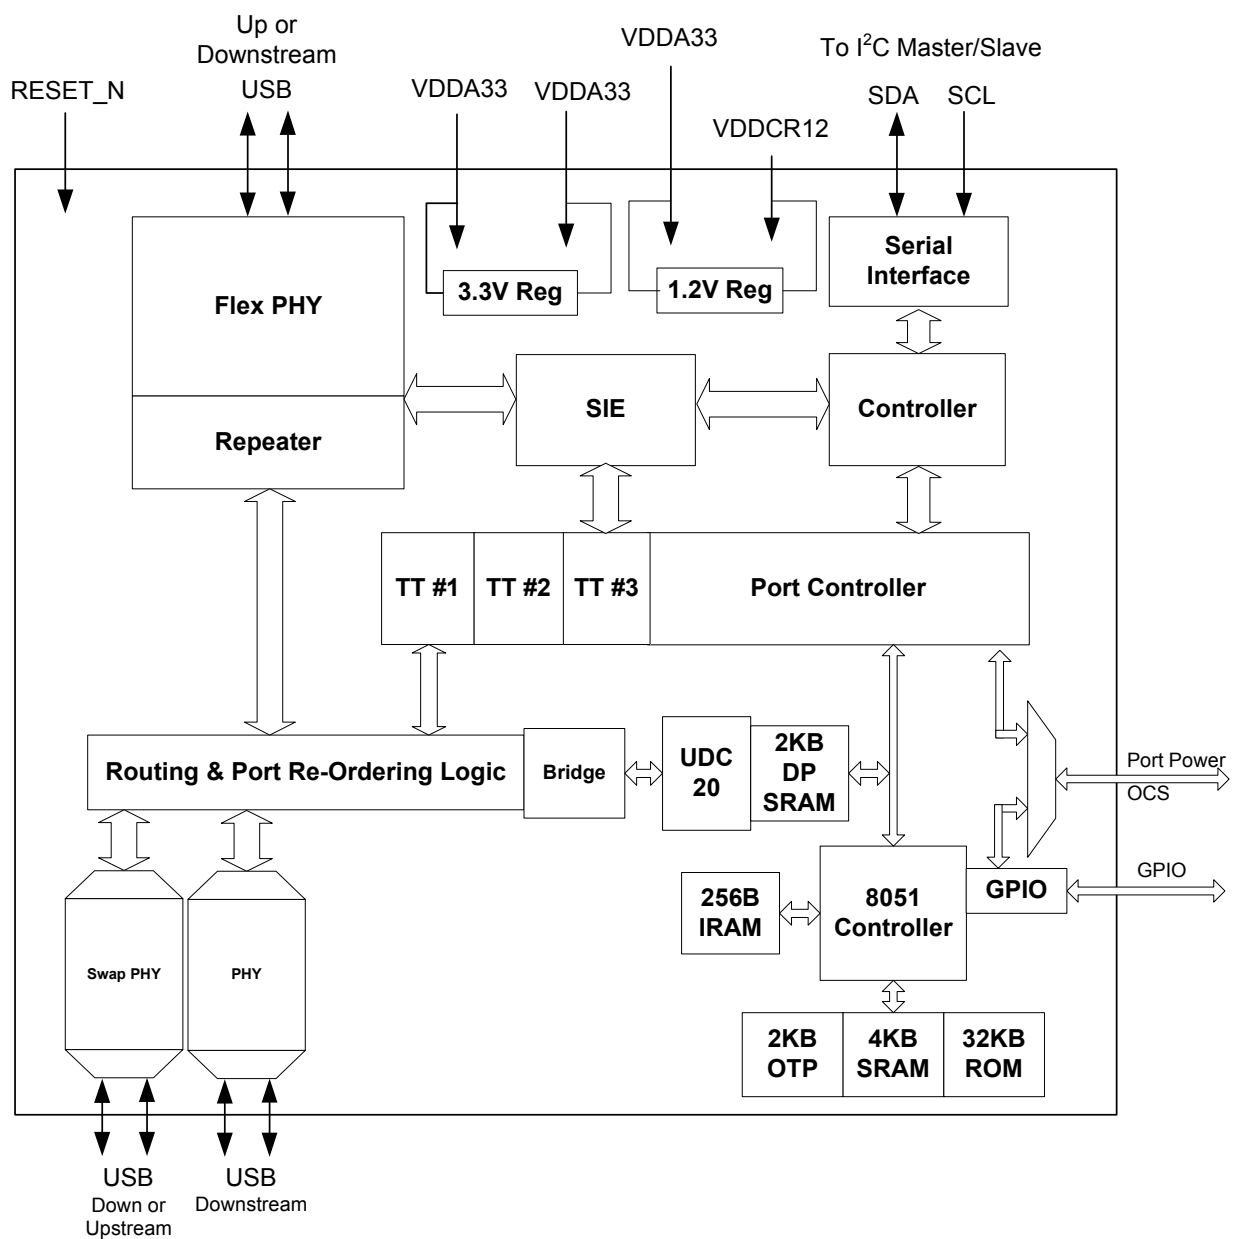 Up or
Downstream
USB
RESET_N
VDDA33
VDDA33
VDDA33
VDDCR12
To I²C Master/Slave
SDA
SCL
Flex PHY
3.3V Reg
1.2V Reg
Serial
Interface
Repeater
SIE
Controller
TT #1
TT #2
TT #3
Port Controller
Routing & Port Re-Ordering Logic
Bridge
UDC
20
2KB
DP
SRAM
Port Power
OCS
256B
IRAM
8051
Controller
GPIO
GPIO
Swap PHY
PHY
2KB
OTP
4KB
SRAM
32KB
ROM
USB
Down or
Upstream
USB
Downstream